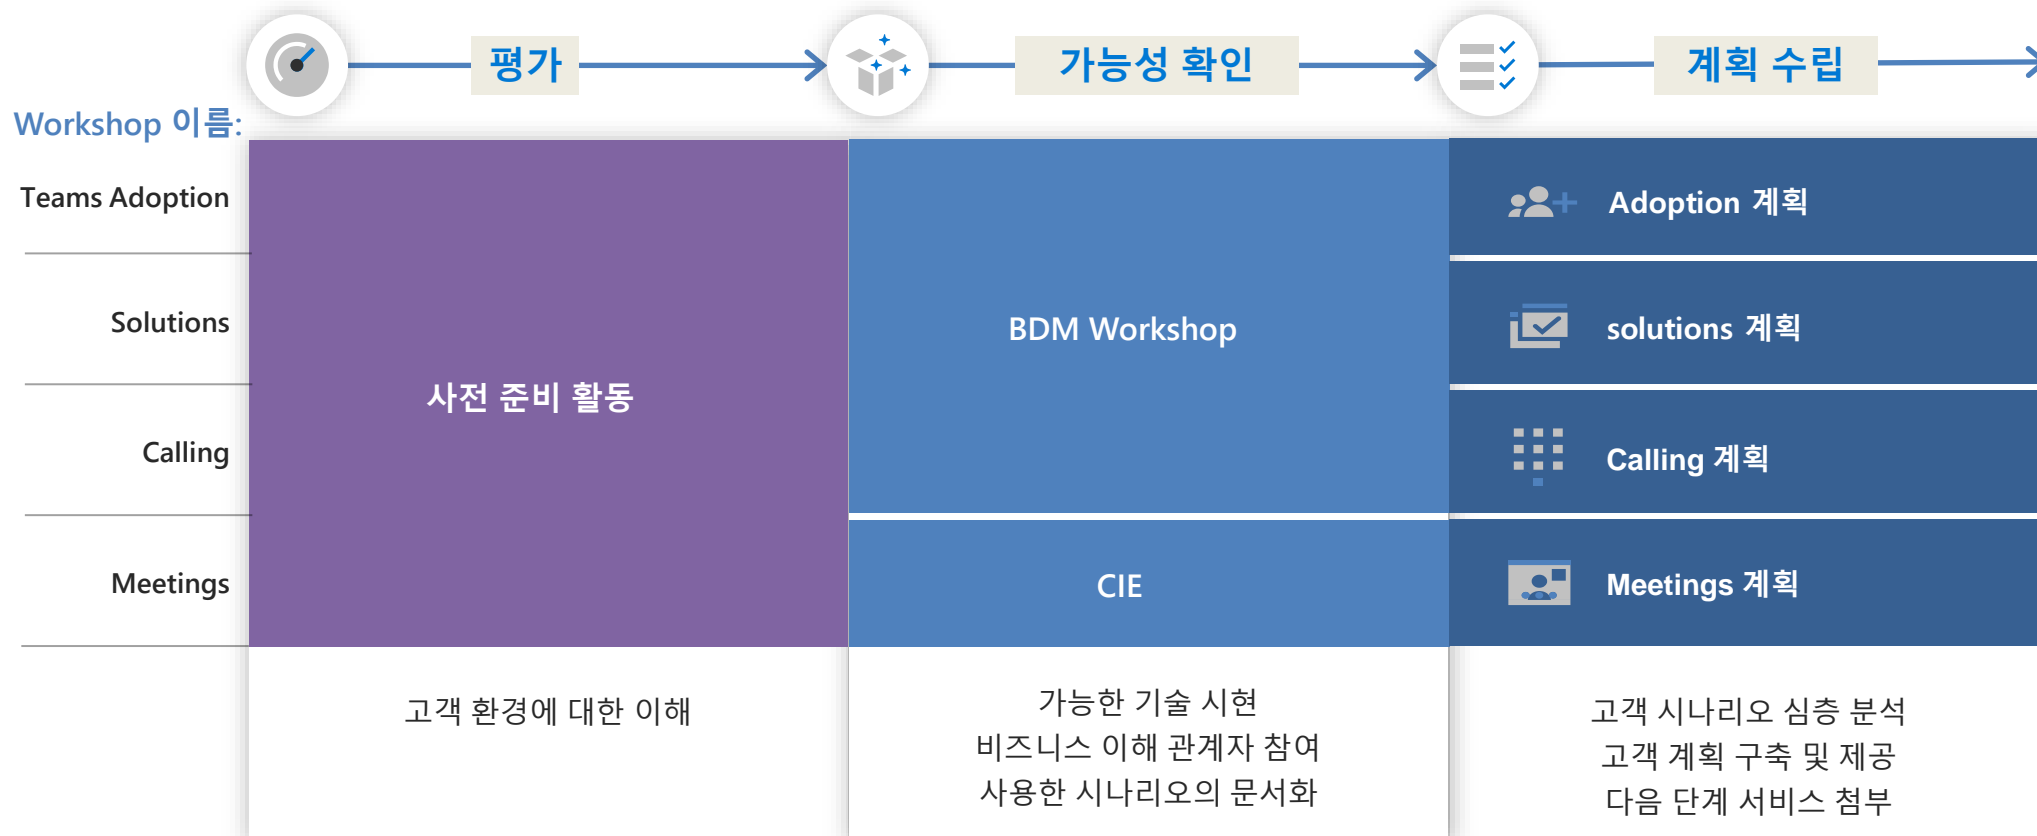 평가
가능성 확인
계획 수립
Workshop 이름:
Teams Adoption
Solutions
Calling
Meetings
사전 준비 활동
BDM Workshop
CIE
Adoption 계획
solutions 계획
Calling 계획
Meetings 계획
고객 환경에 대한 이해
가능한 기술 시현
비즈니스 이해 관계자 참여
사용한 시나리오의 문서화
고객 시나리오 심층 분석
고객 계획 구축 및 제공
다음 단계 서비스 첨부